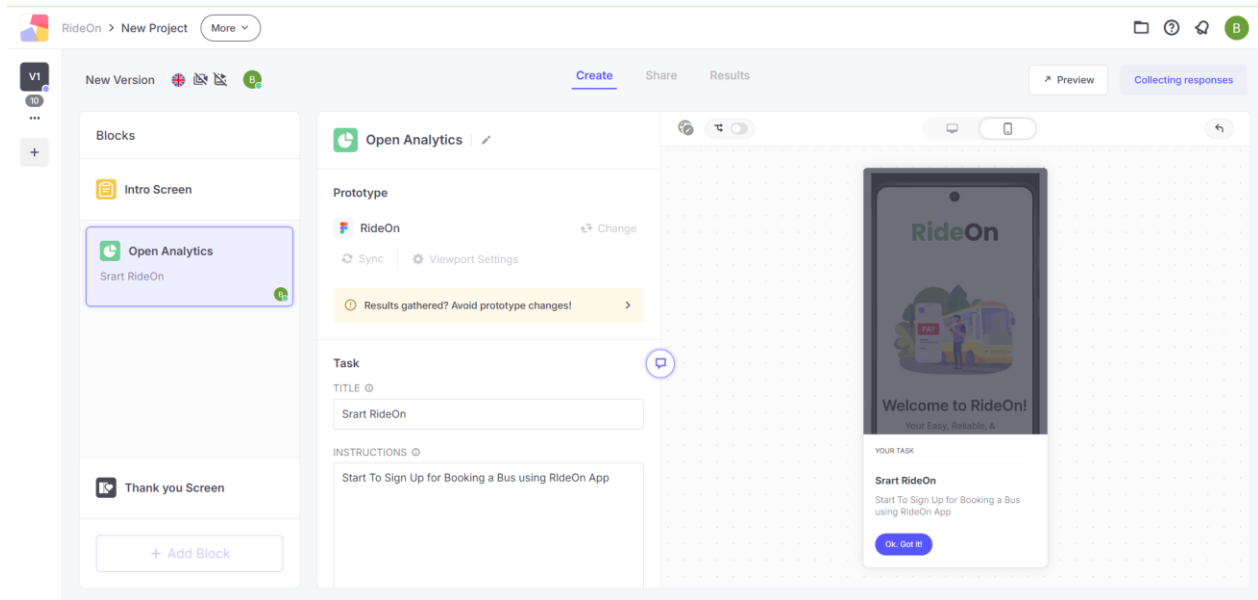 RideOn > New Project More
B
V1
10
New Version B
Create Share Results
Preview Collecting responses
Blocks
Intro Screen
Open Analytics
Srart RideOn
B
Thank you Screen
+ Add Block
Open Analytics
Prototype
RideOn Change
Sync Viewport Settings
Results gathered? Avoid prototype changes!
Task
TITLE
Srart RideOn
INSTRUCTIONS
Start To Sign Up for Booking a Bus using RIdeOn App
RideOn
PAY
Welcome to RideOn!
Your Easy, Reliable, &
YOUR TASK
Srart RideOn
Start To Sign Up for Booking a Bus
using RIdeOn App
Ok. Got it!